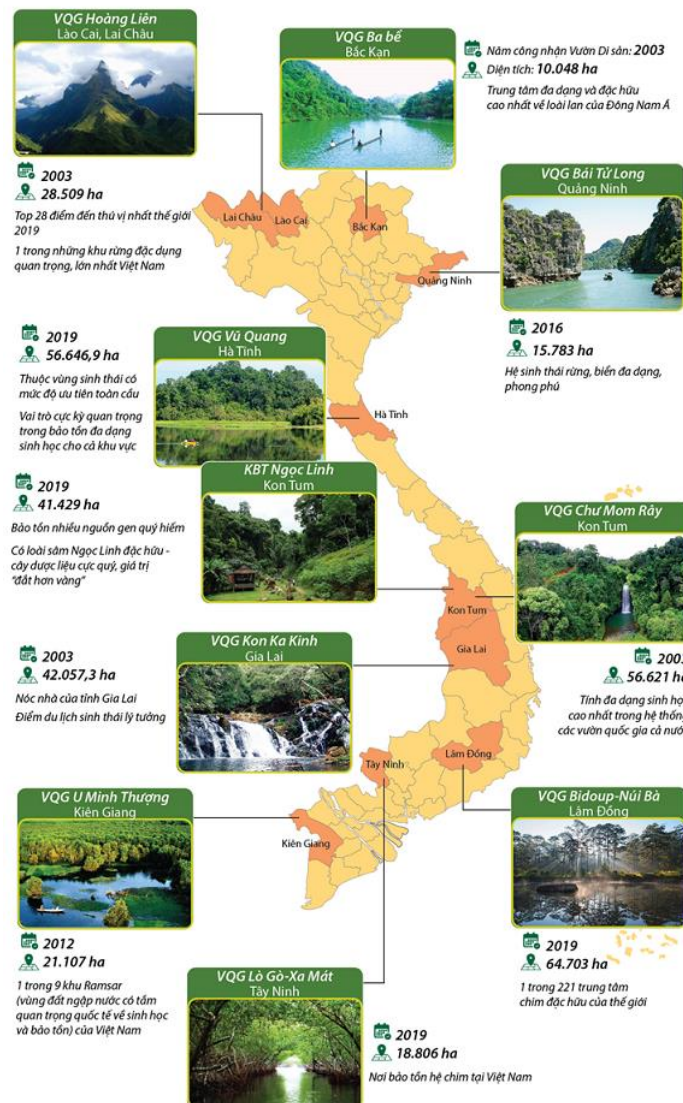 VQG Hoàng Liên
Lào Cai, Lai Châu
2003
28.509 ha
Top 28 điểm đến thú vị nhất thế giới
2019
1 trong những khu rừng đặc dụng
quan trọng, lớn nhất Việt Nam
VQG Ba bể
Bắc Kạn
Năm công nhận Vườn Di sản: 2003
Diện tích: 10.048 ha
Trung tâm đa dạng và đặc hữu
cao nhất về loài lan của Đông Nam Á
VQG Bái Tử Long
Quảng Ninh
2016
15.783 ha
Hệ sinh thái rừng, biển đa dạng,
phong phú
Lai Châu
Lào Cai
Bắc Kạn
Quảng Ninh
2019
56.646,9 ha
Thuộc vùng sinh thái có
mức độ ưu tiên toàn cầu
Vai trò cực kỳ quan trọng
trong bảo tồn đa dạng
sinh học cho cả khu vực
VQG Vũ Quang
Hà Tĩnh
Hà Tĩnh
2019
41.429 ha
Bảo tồn nhiều nguồn gen quý hiếm
Có loài sâm Ngọc Linh đặc hữu -
cây dược liệu cực quý, giá trị
"đắt hơn vàng"
KBT Ngọc Linh
Kon Tum
VQG Chư Mom Rây
Kon Tum
2003
56.621 ha
Tính đa dạng sinh họ
cao nhất trong hệ thống
các vườn quốc gia cả nướ
Kon Tum
Gia Lai
2003
42.057,3 ha
Nóc nhà của tỉnh Gia Lai
Điểm du lịch sinh thái lý tưởng
VQG Kon Ka Kinh
Gia Lai
Tây Ninh
Lâm Đồng
Kiên Giang
VQG U Minh Thượng
Kiên Giang
2012
21.107 ha
1 trong 9 khu Ramsar
(vùng đất ngập nước có tầm
quan trọng quốc tế về sinh học
và bảo tồn) của Việt Nam
VQG Bidoup-Núi Bà
Lâm Đồng
2019
64.703 ha
1 trong 221 trung tâm
chim đặc hữu của thế giới
VQG Lò Gò-Xa Mát
Tây Ninh
2019
18.806 ha
Nơi bảo tồn hệ chim tại Việt Nam